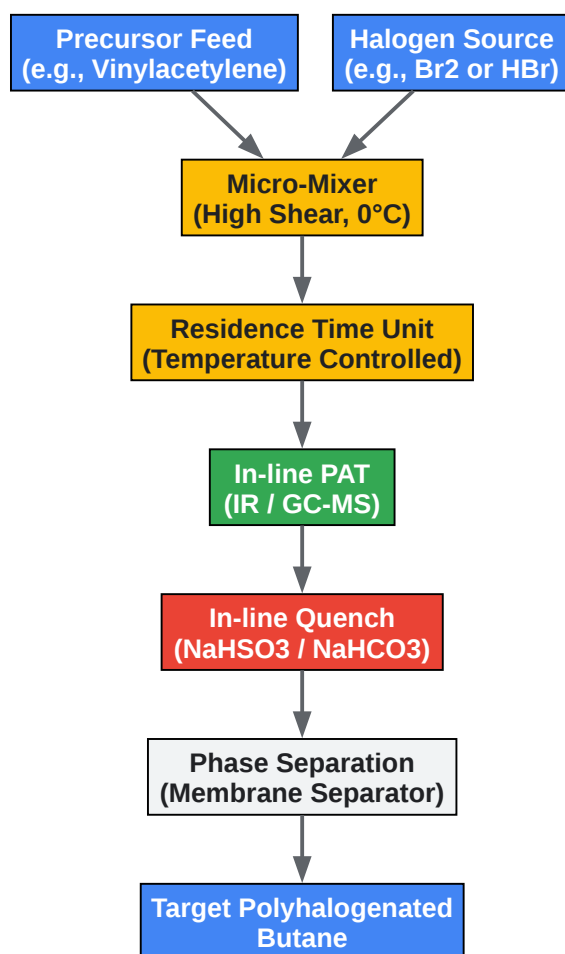 Precursor Feed
(e.g., Vinylacetylene)
Halogen Source
(e.g., Br2 or HBr)
Micro-Mixer
(High Shear, 0°C)
Residence Time Unit
(Temperature Controlled)
In-line PAT
(IR / GC-MS)
In-line Quench
(NaHSO3 / NaHCO3)
Phase Separation
(Membrane Separator)
Target Polyhalogenated
Butane